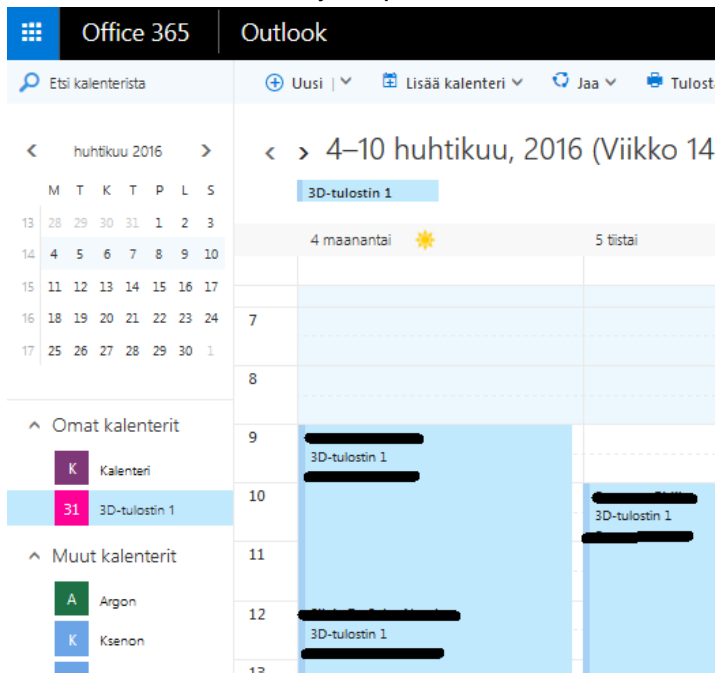 Office 365 Outlook
Etsi kalenterista Uusi Lisää kalenteri Jaa
huhtikuu 2016
4–10 huhtikuu, 2016 (Viikko 14
M T K T P L S
3D-tulostin 1
13 28 29 30 31 1 2 3
4 maanantai 5 tiistai
14 4 5 6 7 8 9 10
15 11 12 13 14 15 16 17
16 18 19 20 21 22 23 24
7
17 25 26 27 28 29 30 1
8
Omat kalenterit
9
3D-tulostin 1
K Kalenteri
10
31 3D-tulostin 1
3D-tulostin 1
Muut kalenterit
11
A Argon
12
3D-tulostin 1
K Ksenon
13